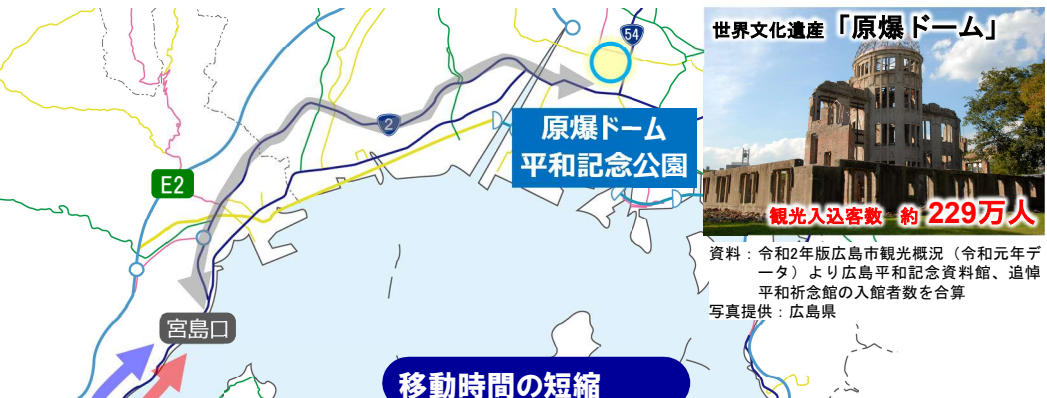 世界文化遺産「原爆ドーム」
54
2
原爆ドーム
平和記念公園
E2
観光入込客数 約 229万人
資料：令和2年版広島市観光概況（令和元年デ
ータ）より広島平和記念資料館、追悼
平和祈念館の入館者数を合算
写真提供：広島県
宮島口
移動時間の短縮